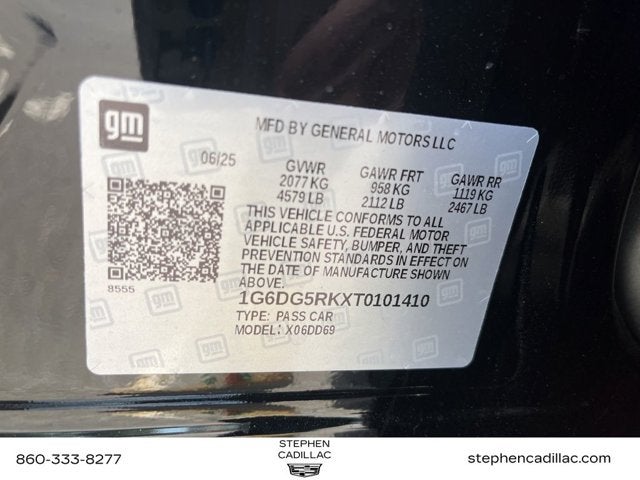 gm
MFD BY GENERAL MOTORS LLC
06/25
GVWR
2077 KG
4579 LB
GAWR FRT
958 KG
2112 LB
GAWR RR
1119 KG
2467 LB
THIS VEHICLE CONFORMS TO ALL
APPLICABLE U.S. FEDERAL MOTOR
VEHICLE SAFETY, BUMPER, AND THEFT
PREVENTION STANDARDS IN EFFECT ON
THE DATE OF MANUFACTURE SHOWN
ABOVE.
8555
1G6DG5RKXT0101410
TYPE: PASS CAR
MODEL: X06DD69
860-333-8277
STEPHEN
CADILLAC
stephencadillac.com